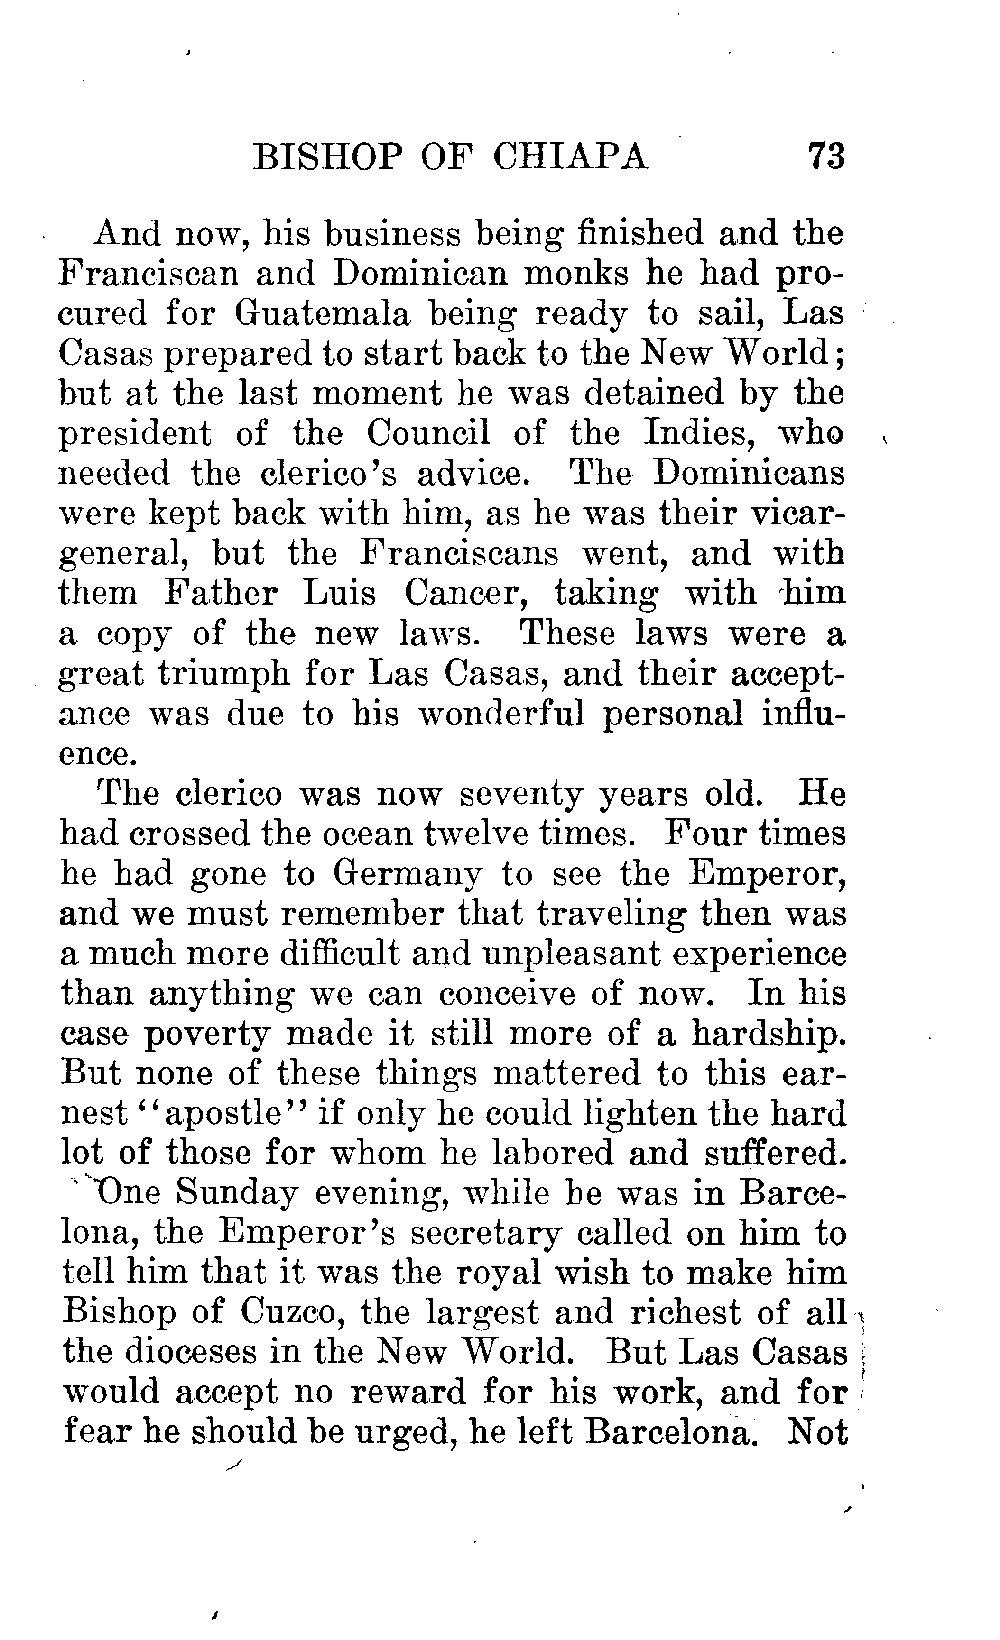 BISHOP OF CHIAPA 73
And now, his business being finished and the
Franciscan and Dominican monks he had pro-
cured for Guatemala being ready to sail, Las
Casas prepared to start back to the New World;
but at the last moment he was detained by the
president of the Council of the Indies, who
needed the clerico's advice. The Dominicans
were kept back with him, as he was their vicar-
general, but the Franciscans went, and with
them Father Luis Cancer, taking with him
a copy of the new laws. These laws were a
great triumph for Las Casas, and their accept-
ance was due to his wonderful personal influ-
ence.
The clerico was now seventy years old. He
had crossed the ocean twelve times. Four times
he had gone to Germany to see the Emperor,
and we must remember that traveling then was
a much more difficult and unpleasant experience
than anything we can conceive of now. In his
case poverty made it still more of a hardship.
But none of these things mattered to this ear-
nest "apostle" if only he could lighten the hard
lot of those for whom he labored and suffered.
One Sunday evening, while he was in Barce-
lona, the Emperor's secretary called on him to
tell him that it was the royal wish to make him
Bishop of Cuzco, the largest and richest of all
the dioceses in the New World. But Las Casas
would accept no reward for his work, and for
fear he should be urged, he left Barcelona. Not